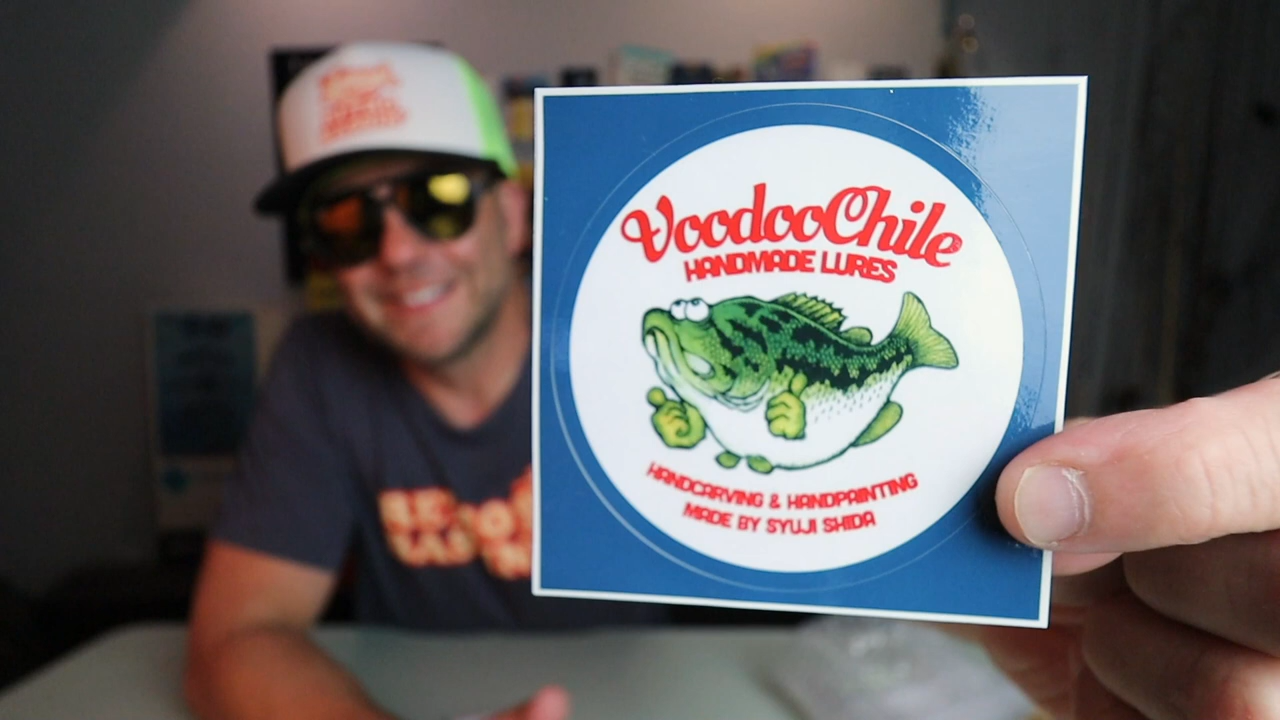 VoodooChile
HANDMADE LURES
HANDCARVING & HANDPAINTING
MADE BY SYUJI SHIDA